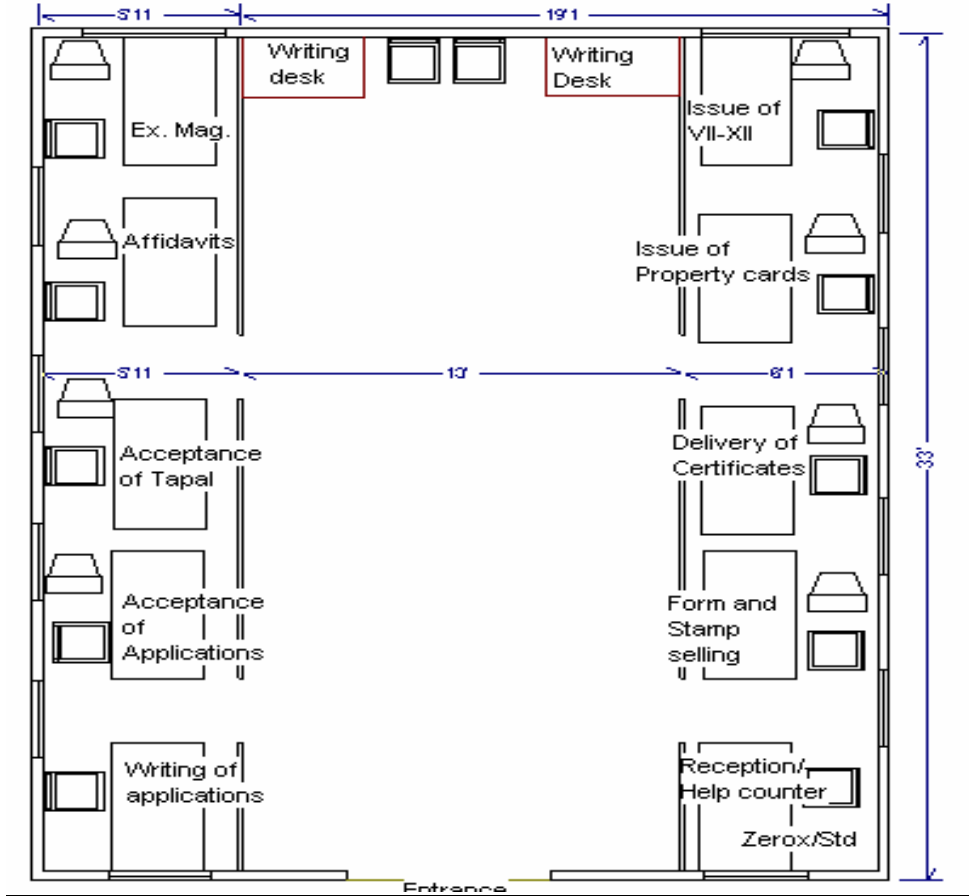 5'11
19'1
Writing
desk
Writing
Desk
Ex. Mag.
Issue of
VII-XII
Affidavits
Issue of
Property cards
5'11
13'
6'1
33'
Acceptance
of Tapal
Delivery of
Certificates
Acceptance
of
Applications
Form and
Stamp
selling
Writing of
applications
Reception/
Help counter
Zerox/Std
Entrance